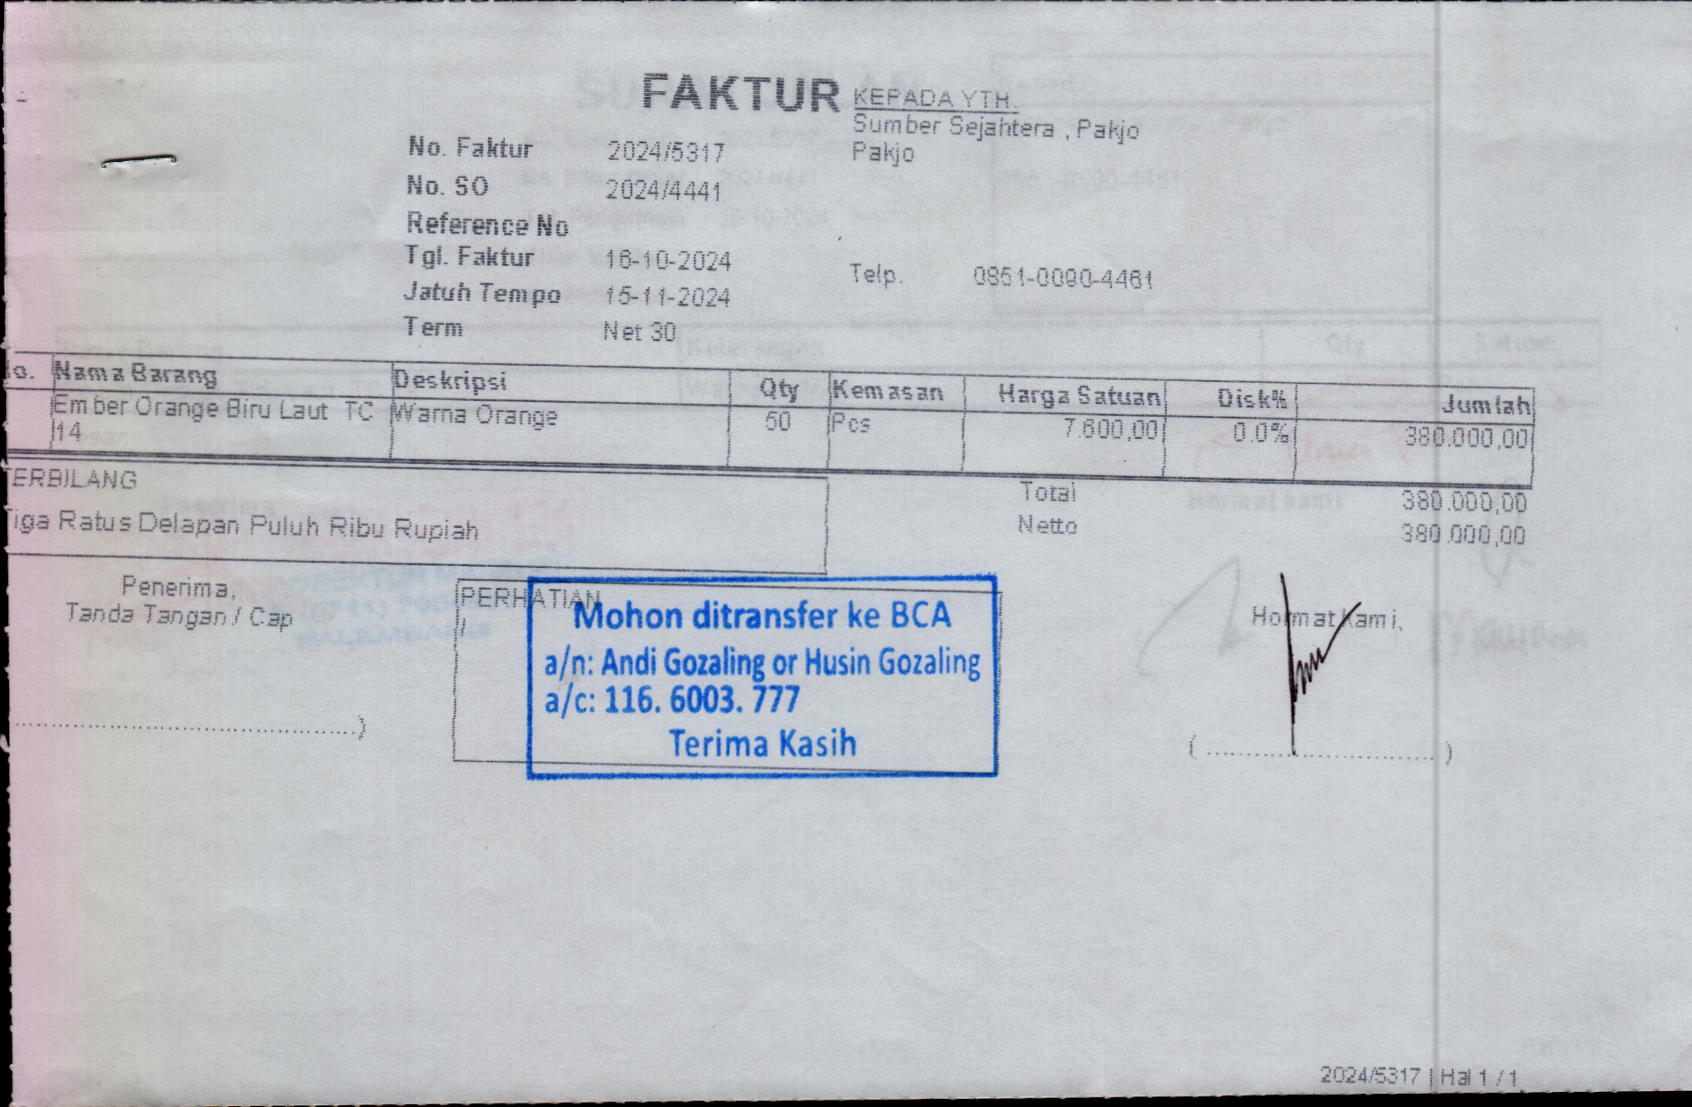 FAKTUR
KEPADA YTH.
Sumber Sejahtera , Pakjo
Pakjo
No. Faktur 2024/5317
No. SO 2024/4441
Reference No
Tgl. Faktur 16-10-2024
Telp. 0851-0090-4461
Jatuh Tempo 15-11-2024
Term Net 30
No. Nama Barang Deskripsi Qty Kemasan Harga Satuan Disk% Jumlah
Ember Orange Biru Laut TC Warna Orange 50 Pcs 7.600,00 0.0% 380.000,00
14
TERBILANG
Total 380.000,00
Tiga Ratus Delapan Puluh Ribu Rupiah
Netto 380.000,00
Penerima,
Tanda Tangan / Cap
PERHATIAN
Mohon ditransfer ke BCA
a/n: Andi Gozaling or Husin Gozaling
a/c: 116. 6003. 777
Terima Kasih
Hormat kami,
2024/5317 | Hal 1 / 1